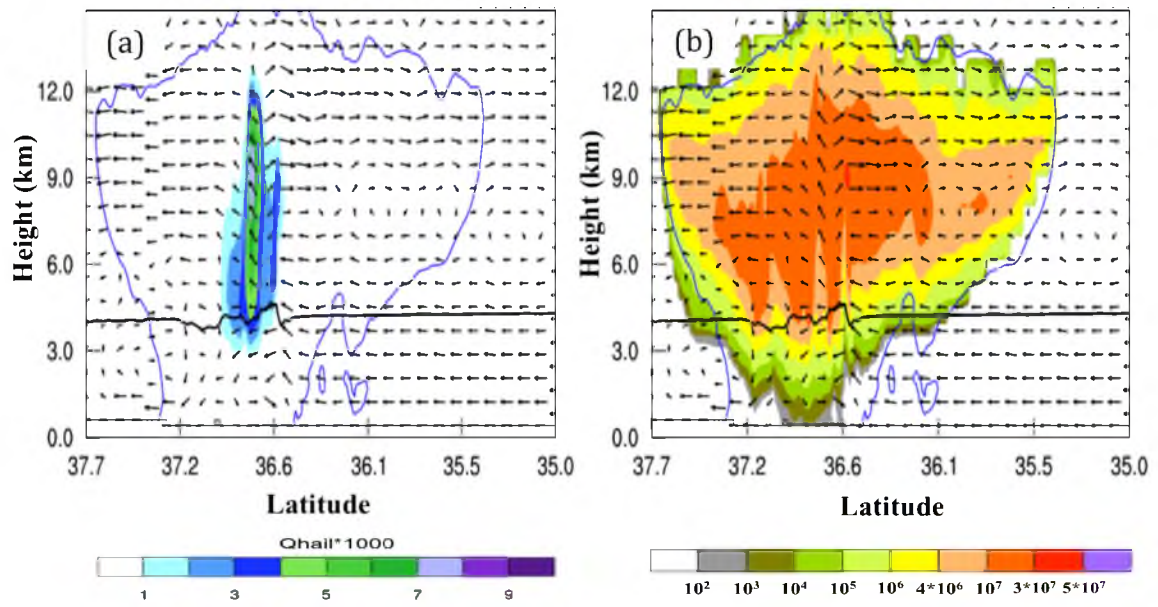 (a)
(b)
Height (km)
12.0
9.0
6.0
3.0
0.0
37.7 37.2 36.6 36.1 35.5 35.0
Latitude
Height (km)
12.0
9.0
6.0
3.0
0.0
37.7 37.2 36.6 36.1 35.5 35.0
Latitude
Qhail*1000
1 3 5 7 9
10² 10³ 10⁴ 10⁵ 10⁶ 4*10⁶ 10⁷ 3*10⁷ 5*10⁷